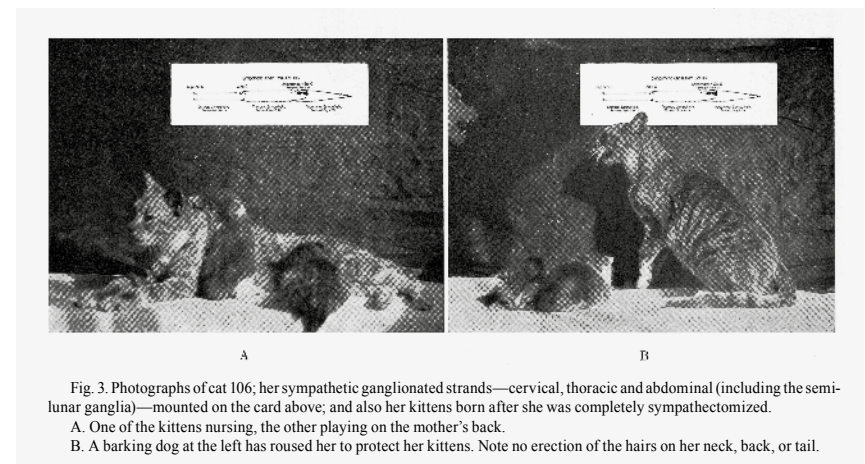 A
B
Fig. 3. Photographs of cat 106; her sympathetic ganglionated strands—cervical, thoracic and abdominal (including the semi-
lunar ganglia)—mounted on the card above; and also her kittens born after she was completely sympathectomized.
A. One of the kittens nursing, the other playing on the mother's back.
B. A barking dog at the left has roused her to protect her kittens. Note no erection of the hairs on her neck, back, or tail.